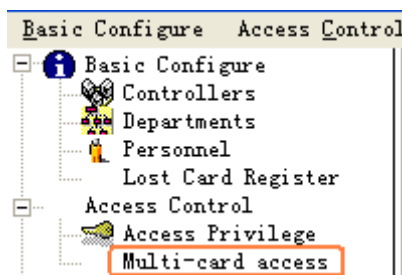 Basic Configure Access Control
Basic Configure
Controllers
Departments
Personnel
Lost Card Register
Access Control
Access Privilege
Multi-card access